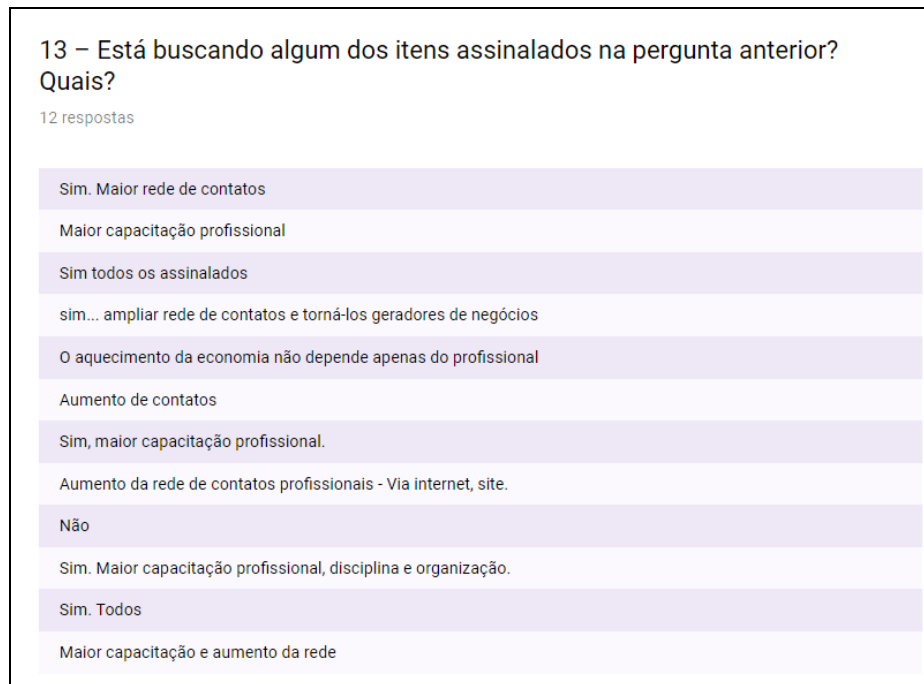 13 – Está buscando algum dos itens assinalados na pergunta anterior?
Quais?
12 respostas
Sim. Maior rede de contatos
Maior capacitação profissional
Sim todos os assinalados
sim... ampliar rede de contatos e torná-los geradores de negócios
O aquecimento da economia não depende apenas do profissional
Aumento de contatos
Sim, maior capacitação profissional.
Aumento da rede de contatos profissionais - Via internet, site.
Não
Sim. Maior capacitação profissional, disciplina e organização.
Sim. Todos
Maior capacitação e aumento da rede